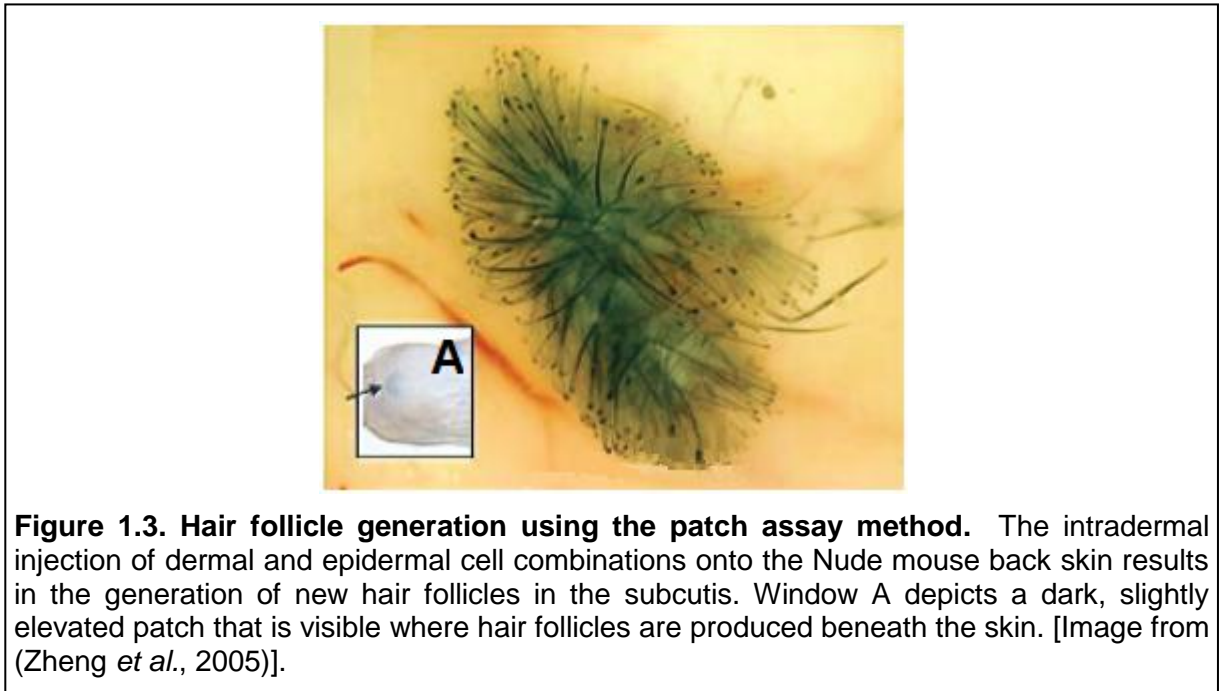 A
Figure 1.3. Hair follicle generation using the patch assay method. The intradermal
injection of dermal and epidermal cell combinations onto the Nude mouse back skin results
in the generation of new hair follicles in the subcutis. Window A depicts a dark, slightly
elevated patch that is visible where hair follicles are produced beneath the skin. [Image from
(Zheng et al., 2005)].